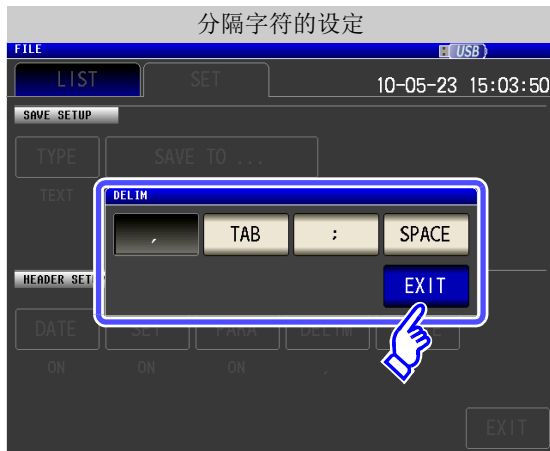 分隔字符的设定
FILE USB
LIST SET 10-05-23 15:03:50
SAVE SETUP
TYPE SAVE TO ...
TEXT
DELIM
, TAB : SPACE
HEADER SET EXIT
DATE SET PARA DELIM
ON ON ON ,
EXIT